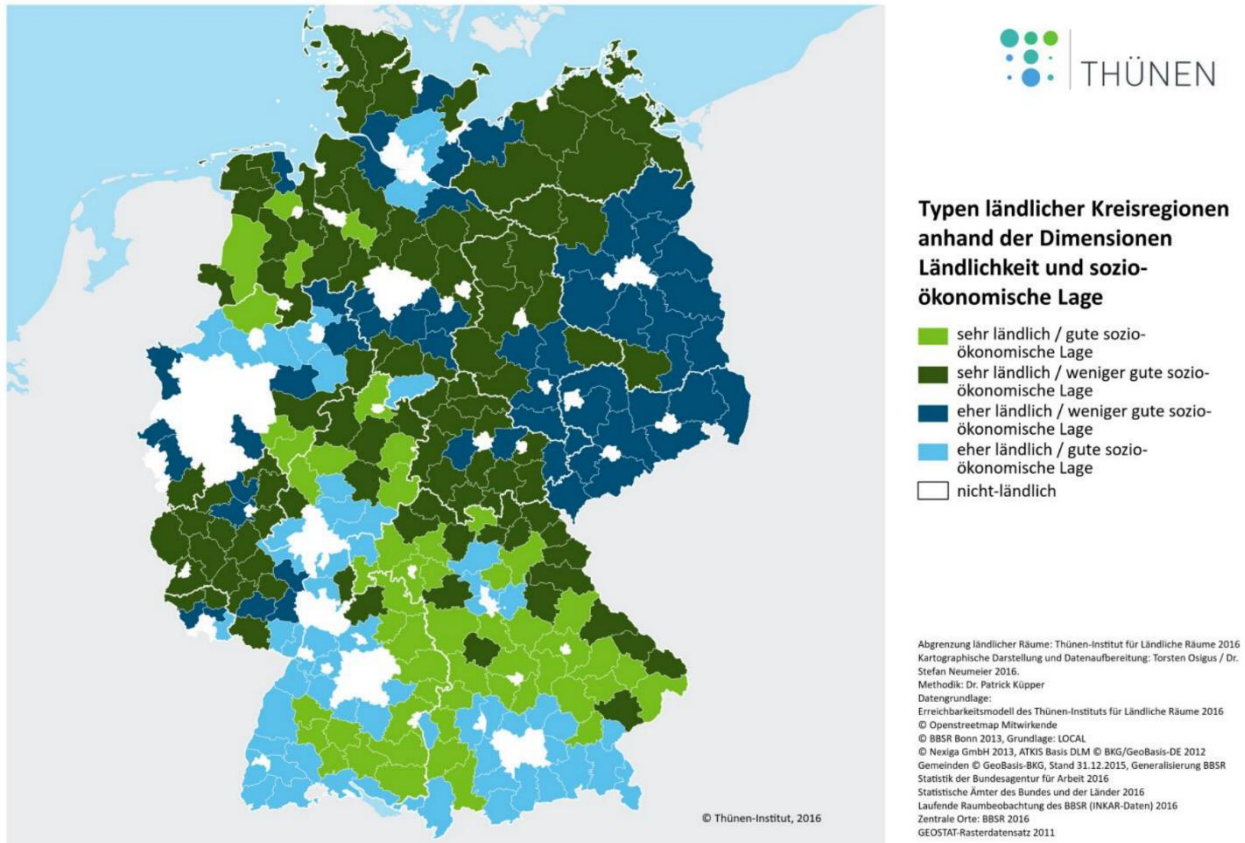 THÜNEN
Typen ländlicher Kreisregionen
anhand der Dimensionen
Ländlichkeit und sozio-
ökonomische Lage
sehr ländlich / gute sozio-
ökonomische Lage
sehr ländlich / weniger gute sozio-
ökonomische Lage
eher ländlich / weniger gute sozio-
ökonomische Lage
eher ländlich / gute sozio-
ökonomische Lage
nicht-ländlich
Abgrenzung ländlicher Räume: Thünen-Institut für Ländliche Räume 2016
Kartographische Darstellung und Datenaufbereitung: Torsten Osigus / Dr.
Stefan Neumeier 2016.
Methodik: Dr. Patrick Küpper
Datengrundlage:
Erreichbarkeitsmodell des Thünen-Instituts für Ländliche Räume 2016
© Openstreetmap Mitwirkende
© BBSR Bonn 2013, Grundlage: LOCAL
© Nexiga GmbH 2013, ATKIS Basis DLM © BKG/GeoBasis-DE 2012
Gemeinden © GeoBasis-BKG, Stand 31.12.2015, Generalisierung BBSR
Statistik der Bundesagentur für Arbeit 2016
Statistische Ämter des Bundes und der Länder 2016
Laufende Raumbeobachtung des BBSR (INKAR-Daten) 2016
Zentrale Orte: BBSR 2016
GEOSTAT-Rasterdatensatz 2011
© Thünen-Institut, 2016